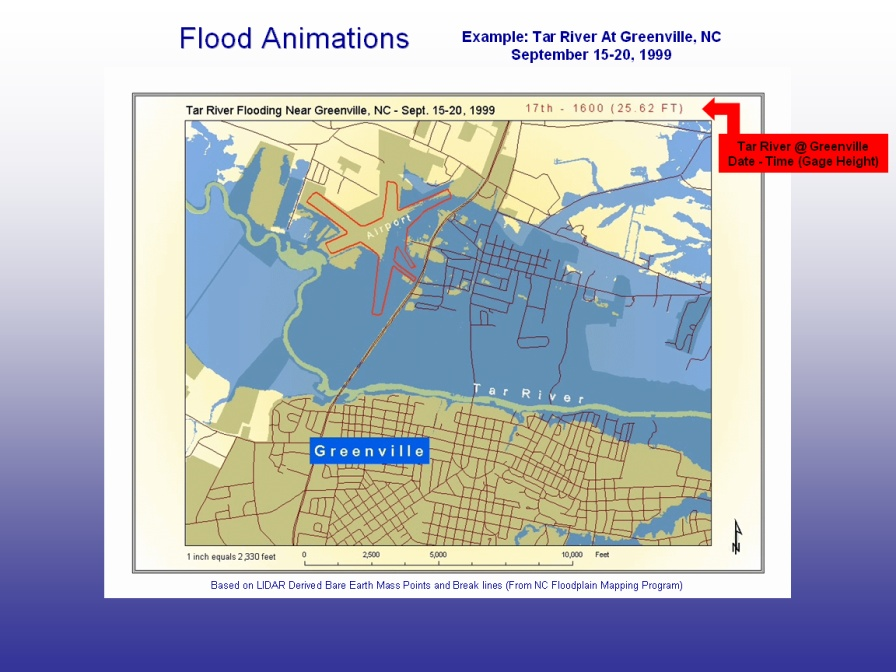 Flood Animations
Example: Tar River At Greenville, NC
September 15-20, 1999
Tar River Flooding Near Greenville, NC - Sept. 15-20, 1999
17th - 1600 (25.62 FT)
Tar River @ Greenville
Date - Time (Gage Height)
Airport
Tar River
Greenville
N
1 inch equals 2,330 feet
0 2,500 5,000 10,000 Feet
Based on LIDAR Derived Bare Earth Mass Points and Break lines (From NC Floodplain Mapping Program)